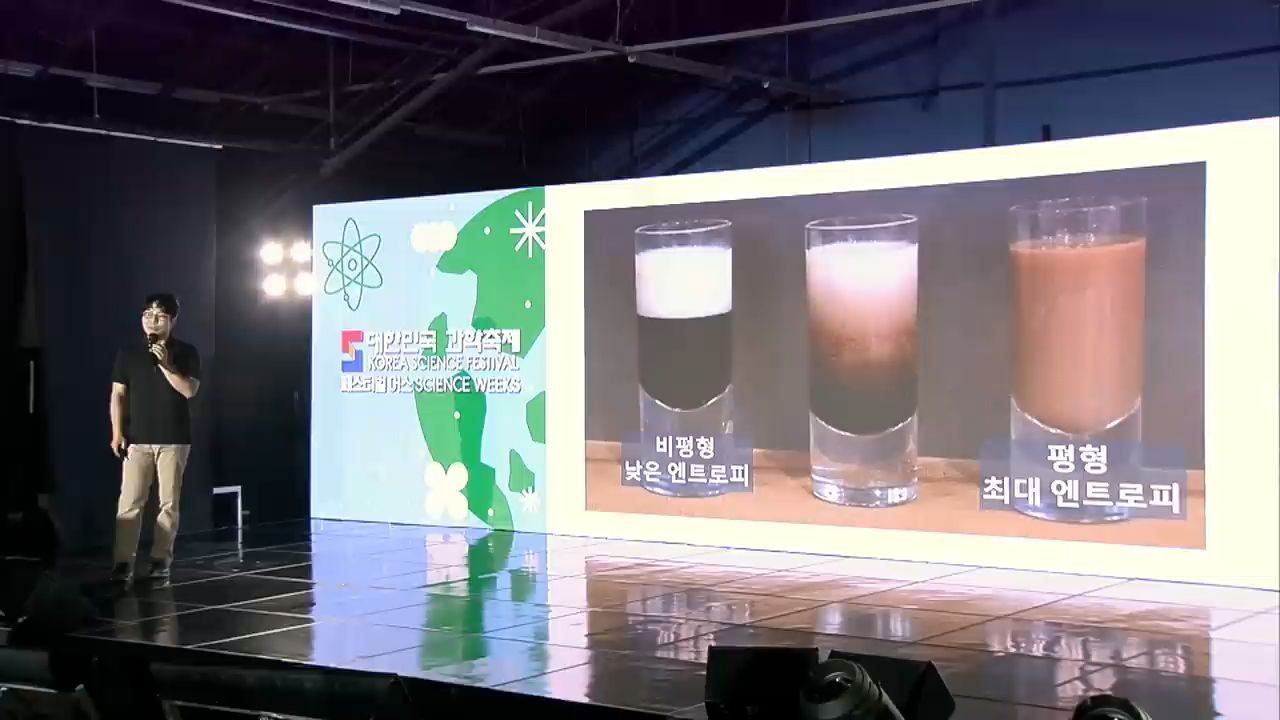 대한민국 과학축제
KOREA SCIENCE FESTIVAL
페스티벌 어스 SCIENCE WEEKS
비평형
낮은 엔트로피
평형
최대 엔트로피